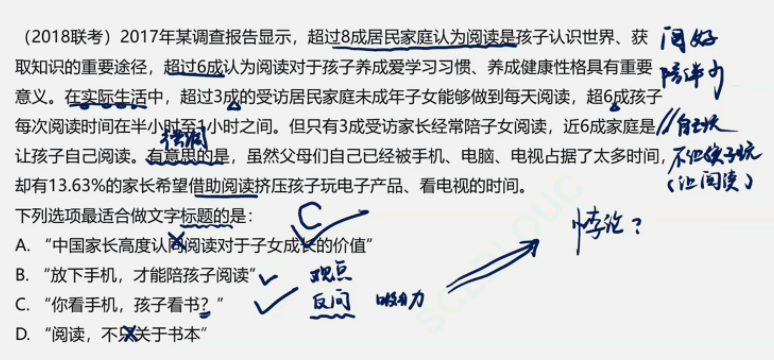 （2018联考）2017年某调查报告显示，超过8成居民家庭认为阅读是孩子认识世界、获
取知识的重要途径，超过6成认为阅读对于孩子养成爱学习习惯、养成健康性格具有重要
意义。在实际生活中，超过3成的受访居民家庭未成年子女能够做到每天阅读，超6成孩子
每次阅读时间在半小时至1小时之间。但只有3成受访家长经常陪子女阅读，近6成家庭是
让孩子自己阅读。有意思的是，虽然父母们自己已经被手机、电脑、电视占据了太多时间，
却有13.63%的家长希望借助阅读挤压孩子玩电子产品、看电视的时间。
阅好
陪伴少
强调
//自己玩
不让孩子玩
（让阅读）
下列选项最适合做文字标题的是：
C
A. “中国家长高度认同阅读对于子女成长的价值”
B. “放下手机，才能陪孩子阅读” 观点
C. “你看手机，孩子看书？” 反问 吸引力
D. “阅读，不只关于书本”
悖论？